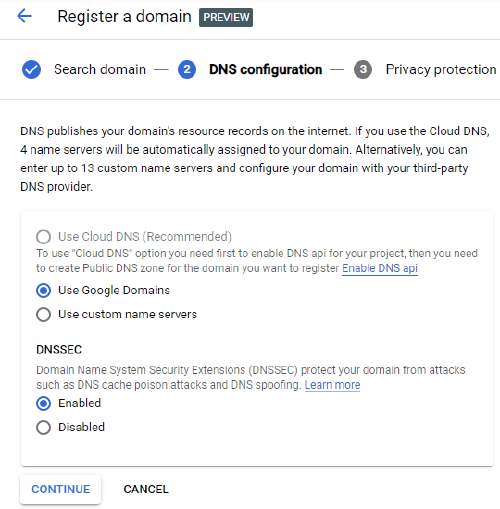 Register a domain PREVIEW
Search domain 2 DNS configuration 3 Privacy protection
DNS publishes your domain's resource records on the internet. If you use the Cloud DNS,
4 name servers will be automatically assigned to your domain. Alternatively, you can
enter up to 13 custom name servers and configure your domain with your third-party
DNS provider.
Use Cloud DNS (Recommended)
To use "Cloud DNS" option you need first to enable DNS api for your project, then you need
to create Public DNS zone for the domain you want to register Enable DNS api
Use Google Domains
Use custom name servers
DNSSEC
Domain Name System Security Extensions (DNSSEC) protect your domain from attacks
such as DNS cache poison attacks and DNS spoofing. Learn more
Enabled
Disabled
CONTINUE CANCEL